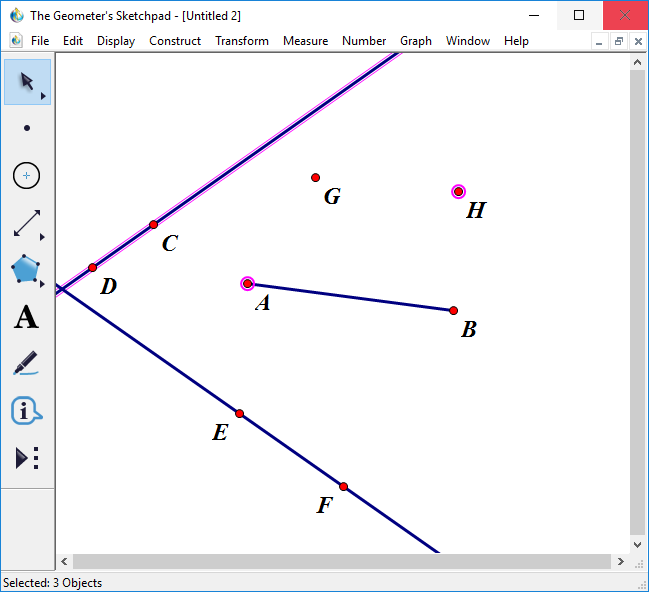 The Geometer's Sketchpad - [Untitled 2]
File Edit Display Construct Transform Measure Number Graph Window Help
G
H
C
D
A
B
A
E
F
Selected: 3 Objects